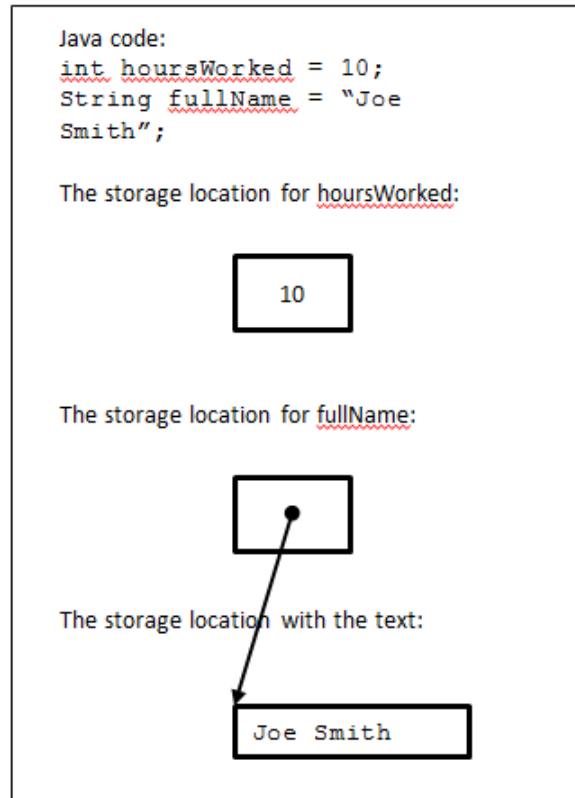 Java code:
int hoursWorked = 10;
String fullName = “Joe
Smith”;
The storage location for hoursWorked:
10
The storage location for fullName:
The storage location with the text:
Joe Smith